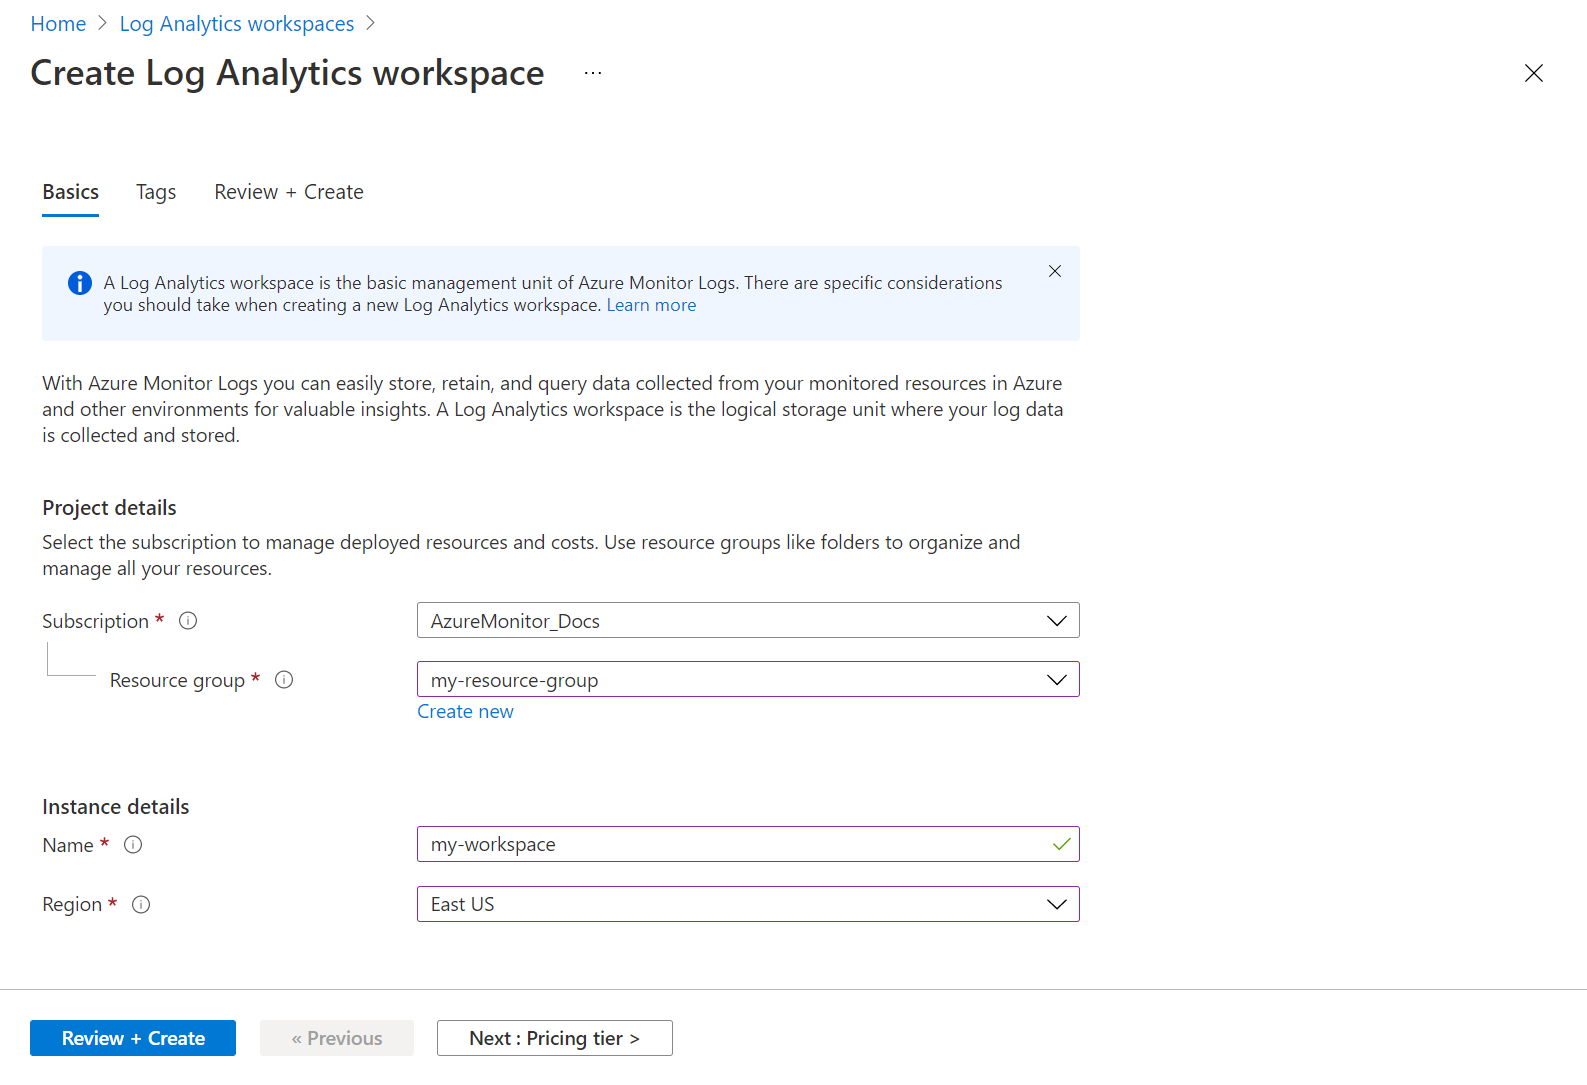 Home > Log Analytics workspaces >
Create Log Analytics workspace ...
Basics Tags Review + Create
A Log Analytics workspace is the basic management unit of Azure Monitor Logs. There are specific considerations
you should take when creating a new Log Analytics workspace. Learn more
With Azure Monitor Logs you can easily store, retain, and query data collected from your monitored resources in Azure
and other environments for valuable insights. A Log Analytics workspace is the logical storage unit where your log data
is collected and stored.
Project details
Select the subscription to manage deployed resources and costs. Use resource groups like folders to organize and
manage all your resources.
Subscription * AzureMonitor_Docs
Resource group * my-resource-group
Create new
Instance details
Name * my-workspace
Region * East US
Review + Create « Previous Next : Pricing tier >